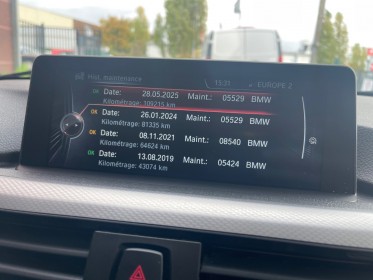 Hist. maintenance 15:31 EUROPE 2
OK Date: 28.05.2025 Maint.: 05529 BMW
Kilométrage: 109215 km
OK Date: 26.01.2024 Maint.: 05529 BMW
Kilométrage: 81335 km
OK Date: 08.11.2021 Maint.: 08540 BMW
Kilométrage: 64624 km
OK Date: 13.08.2019 Maint.: 05424 BMW
Kilométrage: 43074 km